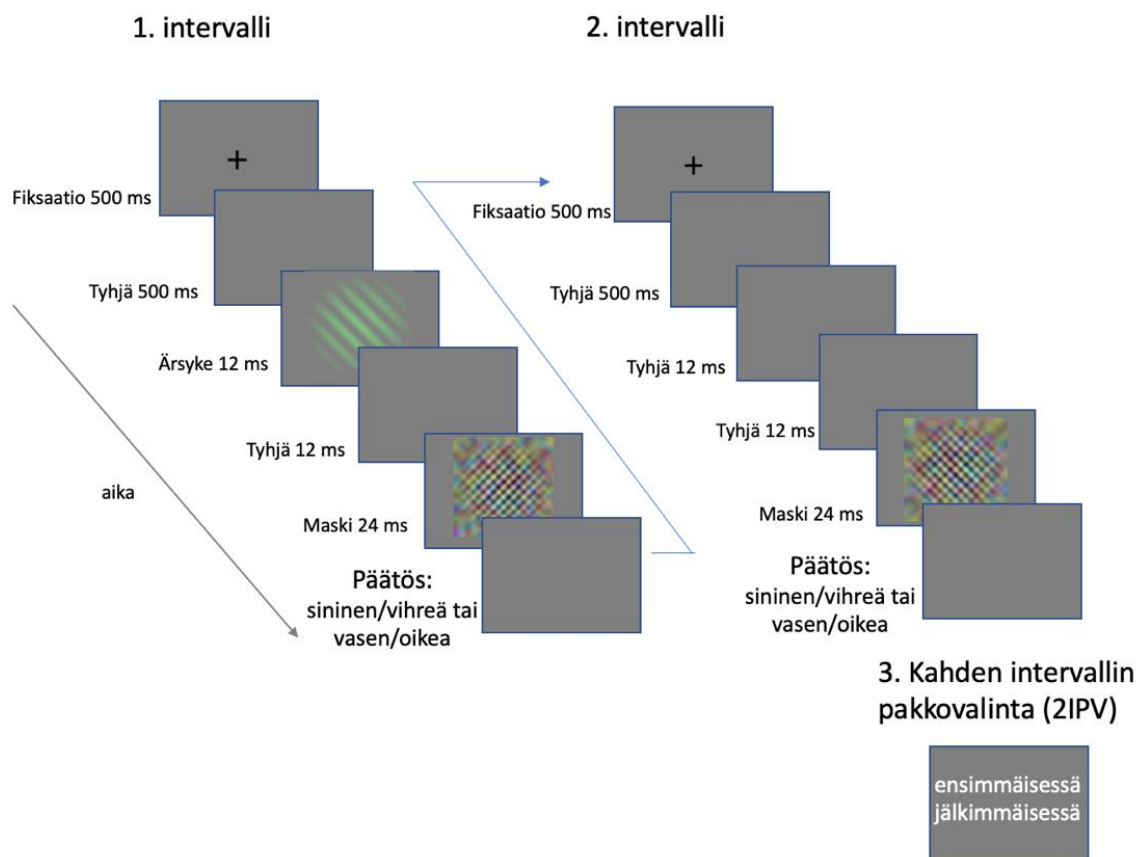 1. intervalli
Fiksaatio 500 ms
Tyhjä 500 ms
Ärsyke 12 ms
Tyhjä 12 ms
Maski 24 ms
Päätös:
sininen/vihreä tai
vasen/oikea
aika
2. intervalli
Fiksaatio 500 ms
Tyhjä 500 ms
Tyhjä 12 ms
Tyhjä 12 ms
Maski 24 ms
Päätös:
sininen/vihreä tai
vasen/oikea
3. Kahden intervallin
pakkovalinta (2IPV)
ensimmäisessä
jälkimmäisessä